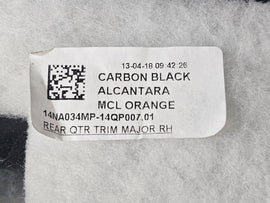 13-04-18 09:42:26
CARBON BLACK
ALCANTARA
MCL ORANGE
14NA034MP-14QP007.01
REAR QTR TRIM MAJOR RH